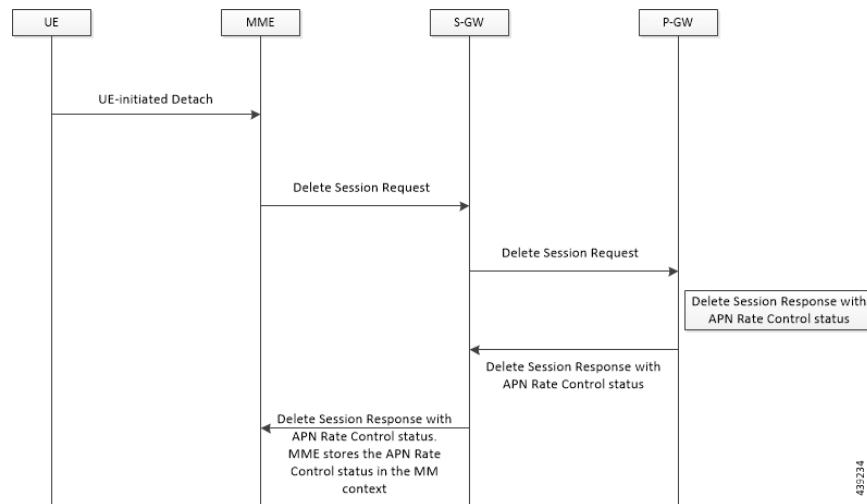 UE
MME
S-GW
P-GW
UE-initiated Detach
Delete Session Request
Delete Session Request
Delete Session Response with
APN Rate Control status
Delete Session Response with
APN Rate Control status
Delete Session Response with
APN Rate Control status.
MME stores the APN Rate
Control status in the MM
context
439234